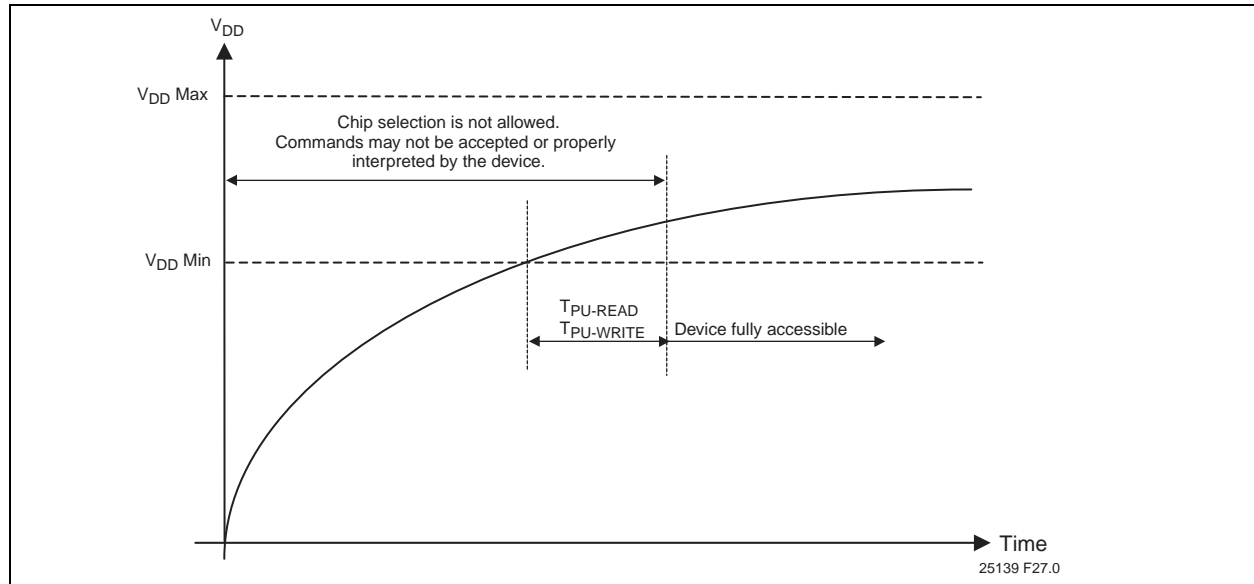 VDD
VDD Max
Chip selection is not allowed.
Commands may not be accepted or properly
interpreted by the device.
VDD Min
TPU-READ
TPU-WRITE
Device fully accessible
Time
25139 F27.0